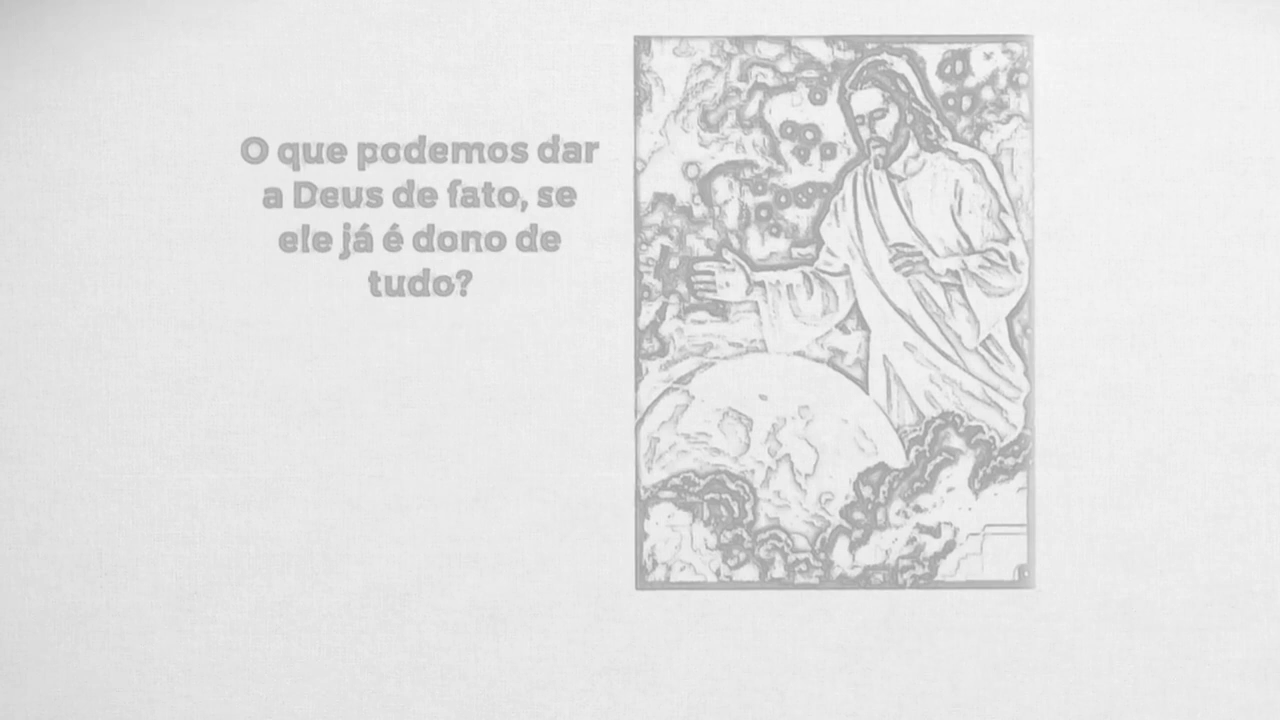 O que podemos dar
a Deus de fato, se
ele já é dono de
tudo?